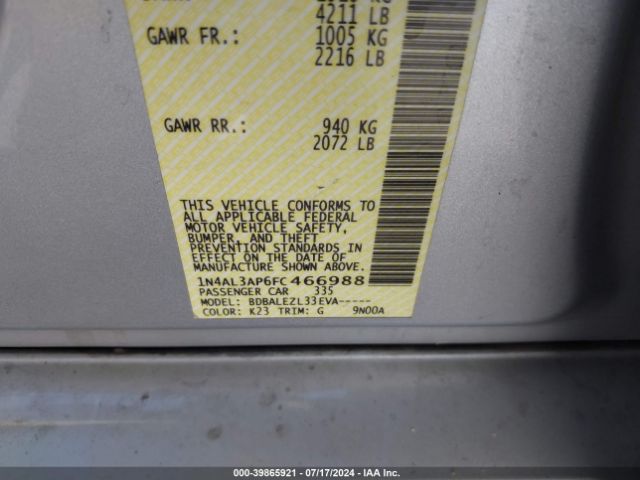 4211 LB
GAWR FR.: 1005 KG
2216 LB
GAWR RR.: 940 KG
2072 LB
THIS VEHICLE CONFORMS TO
ALL APPLICABLE FEDERAL
MOTOR VEHICLE SAFETY,
BUMPER, AND THEFT
PREVENTION STANDARDS IN
EFFECT ON THE DATE OF
MANUFACTURE SHOWN ABOVE.
1N4AL3AP6FC466988
PASSENGER CAR 335
MODEL: BDBALEZL33EVA-----
COLOR: K23 TRIM: G 9N00A
000-39865921 - 07/17/2024 - IAA Inc.